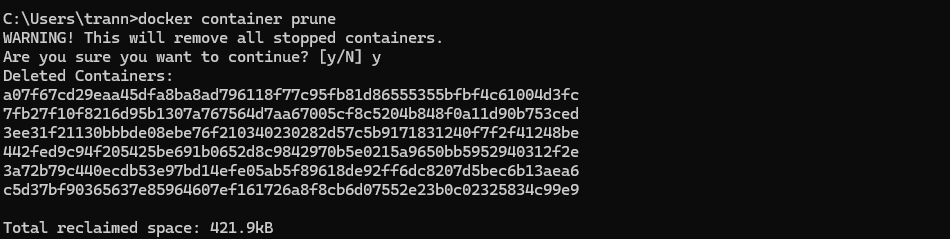 C:\Users\trann>docker container prune
WARNING! This will remove all stopped containers.
Are you sure you want to continue? [y/N] y
Deleted Containers:
a07f67cd29eaa45dfa8ba8ad796118f77c95fb81d86555355bfbf4c61004d3fc
7fb27f10f8216d95b1307a767564d7aa67005cf8c5204b848f0a11d90b753ced
3ee31f21130bbbde08ebe76f210340230282d57c5b9171831240f7f2f41248be
442fed9c94f205425be691b0652d8c9842970b5e0215a9650bb5952940312f2e
3a72b79c440ecdb53e97bd14efe05ab5f89618de92ff6dc8207d5bec6b13aea6
c5d37bf90365637e85964607ef161726a8f8cb6d07552e23b0c02325834c99e9
Total reclaimed space: 421.9kB